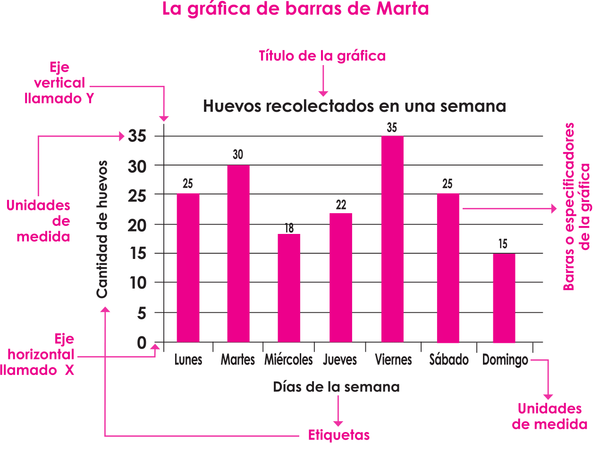 La gráfica de barras de Marta
Título de la gráfica
Eje
vertical
llamado Y
Huevos recolectados en una semana
Unidades
de
medida
Cantidad de huevos
35
30
25
20
15
10
5
0
25
30
18
22
35
25
15
Barras o especificadores
de la gráfica
Eje
horizontal
llamado X
Lunes Martes Miércoles Jueves Viernes Sábado Domingo
Días de la semana
Unidades
de medida
Etiquetas